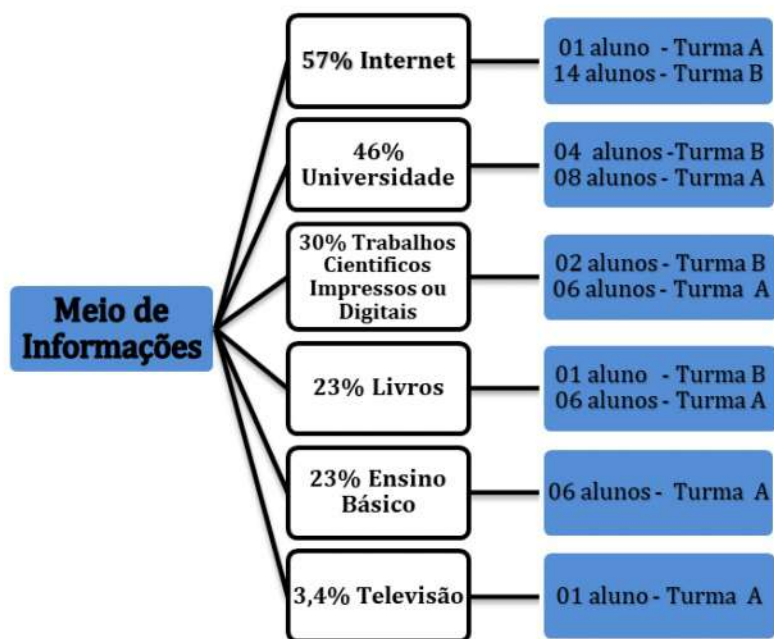 Meio de
Informações
57% Internet
01 aluno - Turma A
14 alunos - Turma B
46%
Universidade
04 alunos -Turma B
08 alunos - Turma A
30% Trabalhos
Cientificos
Impressos ou
Digitais
02 alunos - Turma B
06 alunos - Turma A
23% Livros
01 aluno - Turma B
06 alunos - Turma A
23% Ensino
Básico
06 alunos - Turma A
3,4% Televisão
01 aluno - Turma A